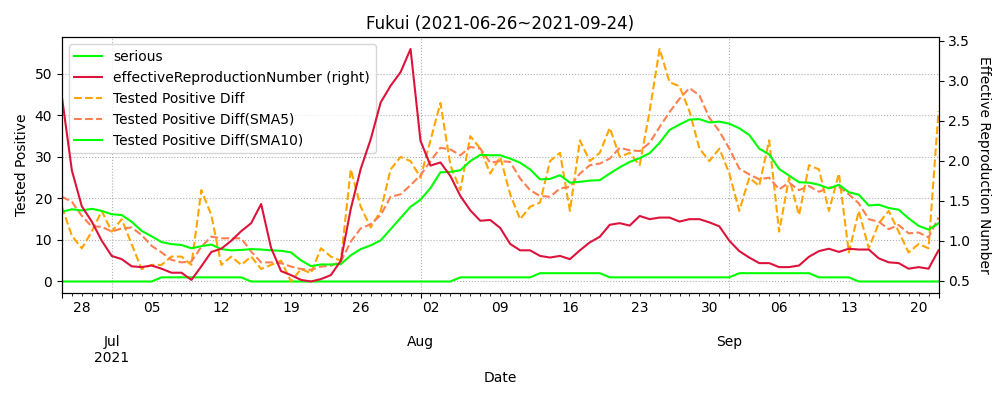 Fukui (2021-06-26~2021-09-24)
serious
effectiveReproductionNumber (right)
Tested Positive Diff
Tested Positive Diff(SMA5)
Tested Positive Diff(SMA10)
Tested Positive
50
40
30
20
10
0
3.5
3.0
2.5
2.0
1.5
1.0
0.5
Effective Reproduction Number
28 05 12 19 26 02 09 16 23 30 06 13 20
Jul Aug Sep
2021
Date